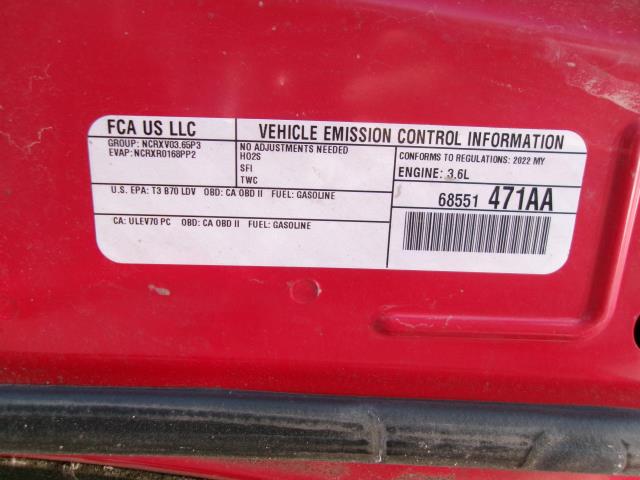 FCA US LLC
VEHICLE EMISSION CONTROL INFORMATION
GROUP: NCRXV03.65P3
EVAP: NCRXR0168PP2
NO ADJUSTMENTS NEEDED
HO2S
SFI
TWC
CONFORMS TO REGULATIONS: 2022 MY
ENGINE: 3.6L
U.S. EPA: T3 B70 LDV OBD: CA OBD II FUEL: GASOLINE
68551 471AA
CA: ULEV70 PC OBD: CA OBD II FUEL: GASOLINE